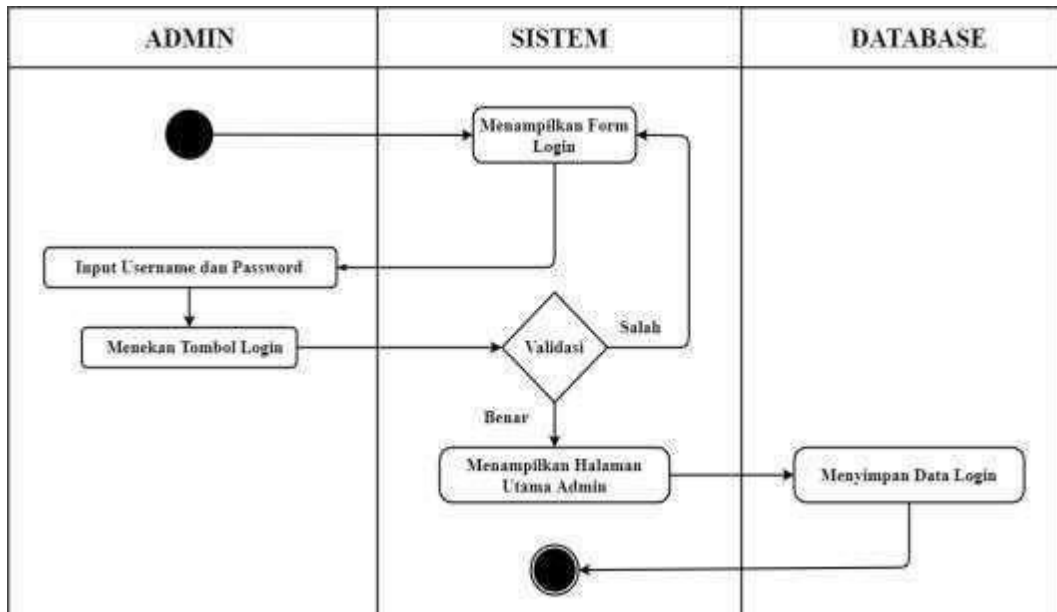 ADMIN
SISTEM
DATABASE
Menampilkan Form
Login
Input Username dan Password
Menekan Tombol Login
Validasi
Salah
Benar
Menampilkan Halaman
Utama Admin
Menyimpan Data Login